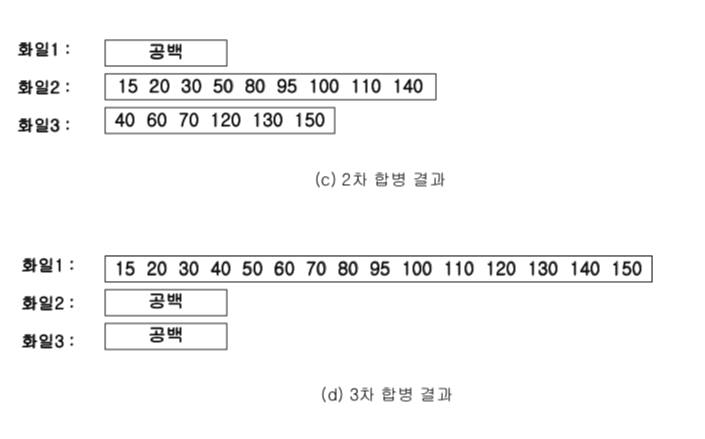 화일1 : 공백
화일2 : 15 20 30 50 80 95 100 110 140
화일3 : 40 60 70 120 130 150
(c) 2차 합병 결과
화일1 : 15 20 30 40 50 60 70 80 95 100 110 120 130 140 150
화일2 : 공백
화일3 : 공백
(d) 3차 합병 결과